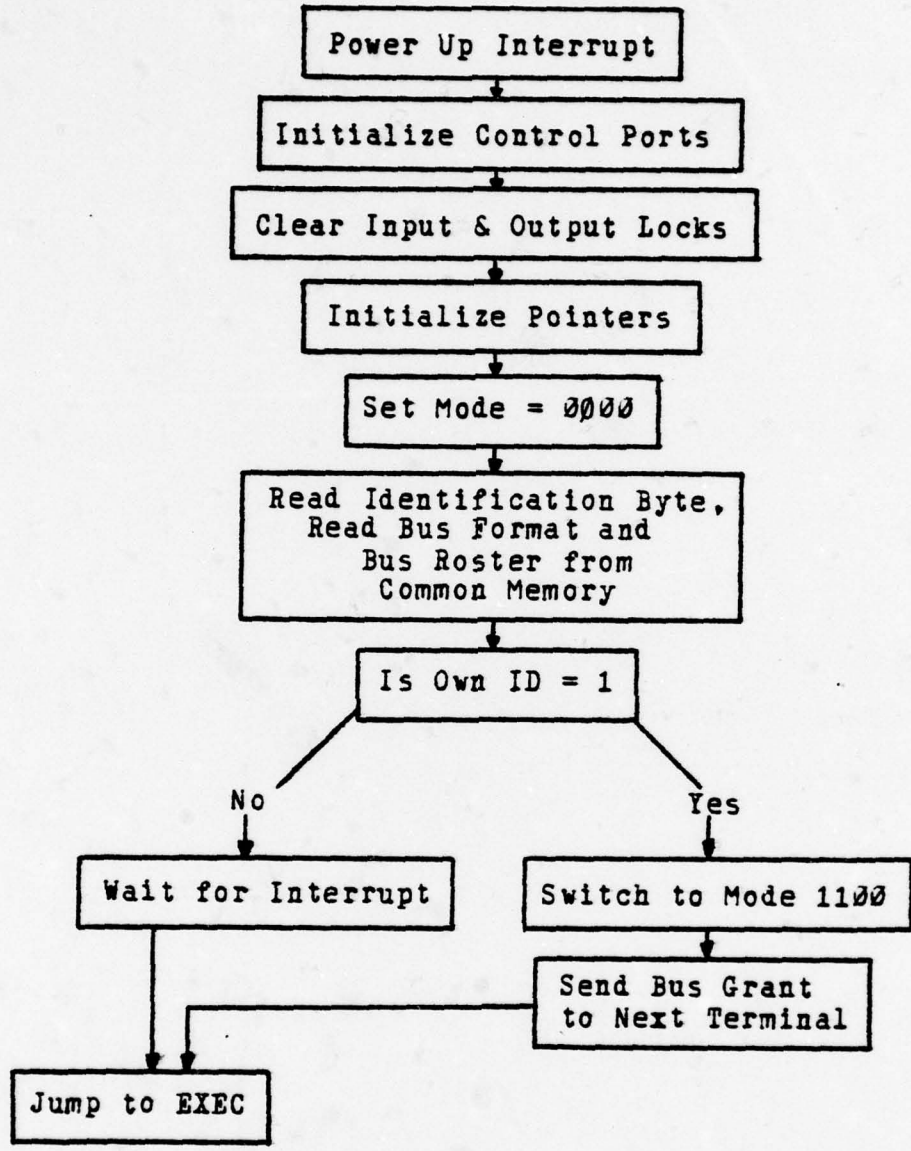 Power Up Interrupt
Initialize Control Ports
Clear Input & Output Locks
Initialize Pointers
Set Mode = 0000
Read Identification Byte,
Read Bus Format and
Bus Roster from
Common Memory
Is Own ID = 1
No
Yes
Wait for Interrupt
Switch to Mode 1100
Send Bus Grant
to Next Terminal
Jump to EXEC